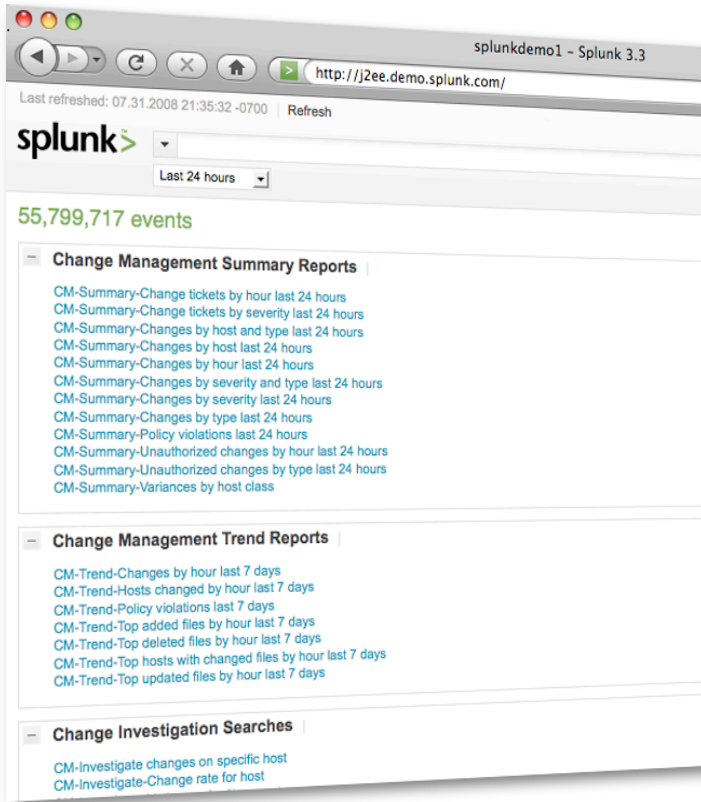 splunkdemo1 – Splunk 3.3
http://j2ee.demo.splunk.com/
Last refreshed: 07.31.2008 21:35:32 -0700 | Refresh
splunk>
Last 24 hours
55,799,717 events
Change Management Summary Reports
CM-Summary-Change tickets by hour last 24 hours
CM-Summary-Change tickets by severity last 24 hours
CM-Summary-Changes by host and type last 24 hours
CM-Summary-Changes by host last 24 hours
CM-Summary-Changes by hour last 24 hours
CM-Summary-Changes by severity and type last 24 hours
CM-Summary-Changes by severity last 24 hours
CM-Summary-Changes by type last 24 hours
CM-Summary-Policy violations last 24 hours
CM-Summary-Unauthorized changes by hour last 24 hours
CM-Summary-Unauthorized changes by type last 24 hours
CM-Summary-Variances by host class
Change Management Trend Reports
CM-Trend-Changes by hour last 7 days
CM-Trend-Hosts changed by hour last 7 days
CM-Trend-Policy violations last 7 days
CM-Trend-Top added files by hour last 7 days
CM-Trend-Top deleted files by hour last 7 days
CM-Trend-Top hosts with changed files by hour last 7 days
CM-Trend-Top updated files by hour last 7 days
Change Investigation Searches
CM-Investigate changes on specific host
CM-Investigate-Change rate for host